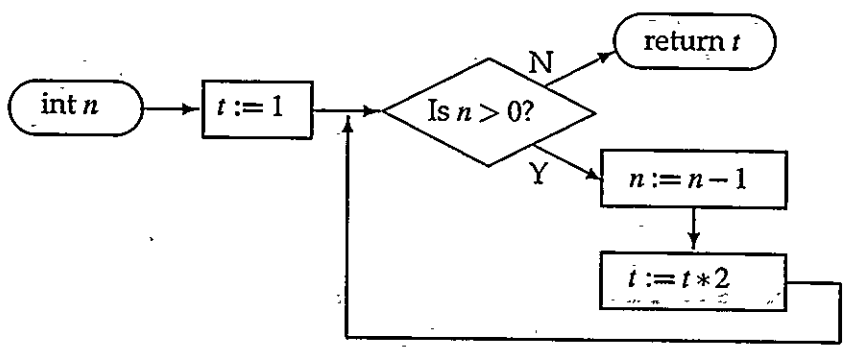 int n
t := 1
Is n > 0?
N
return t
Y
n := n − 1
t := t ∗ 2